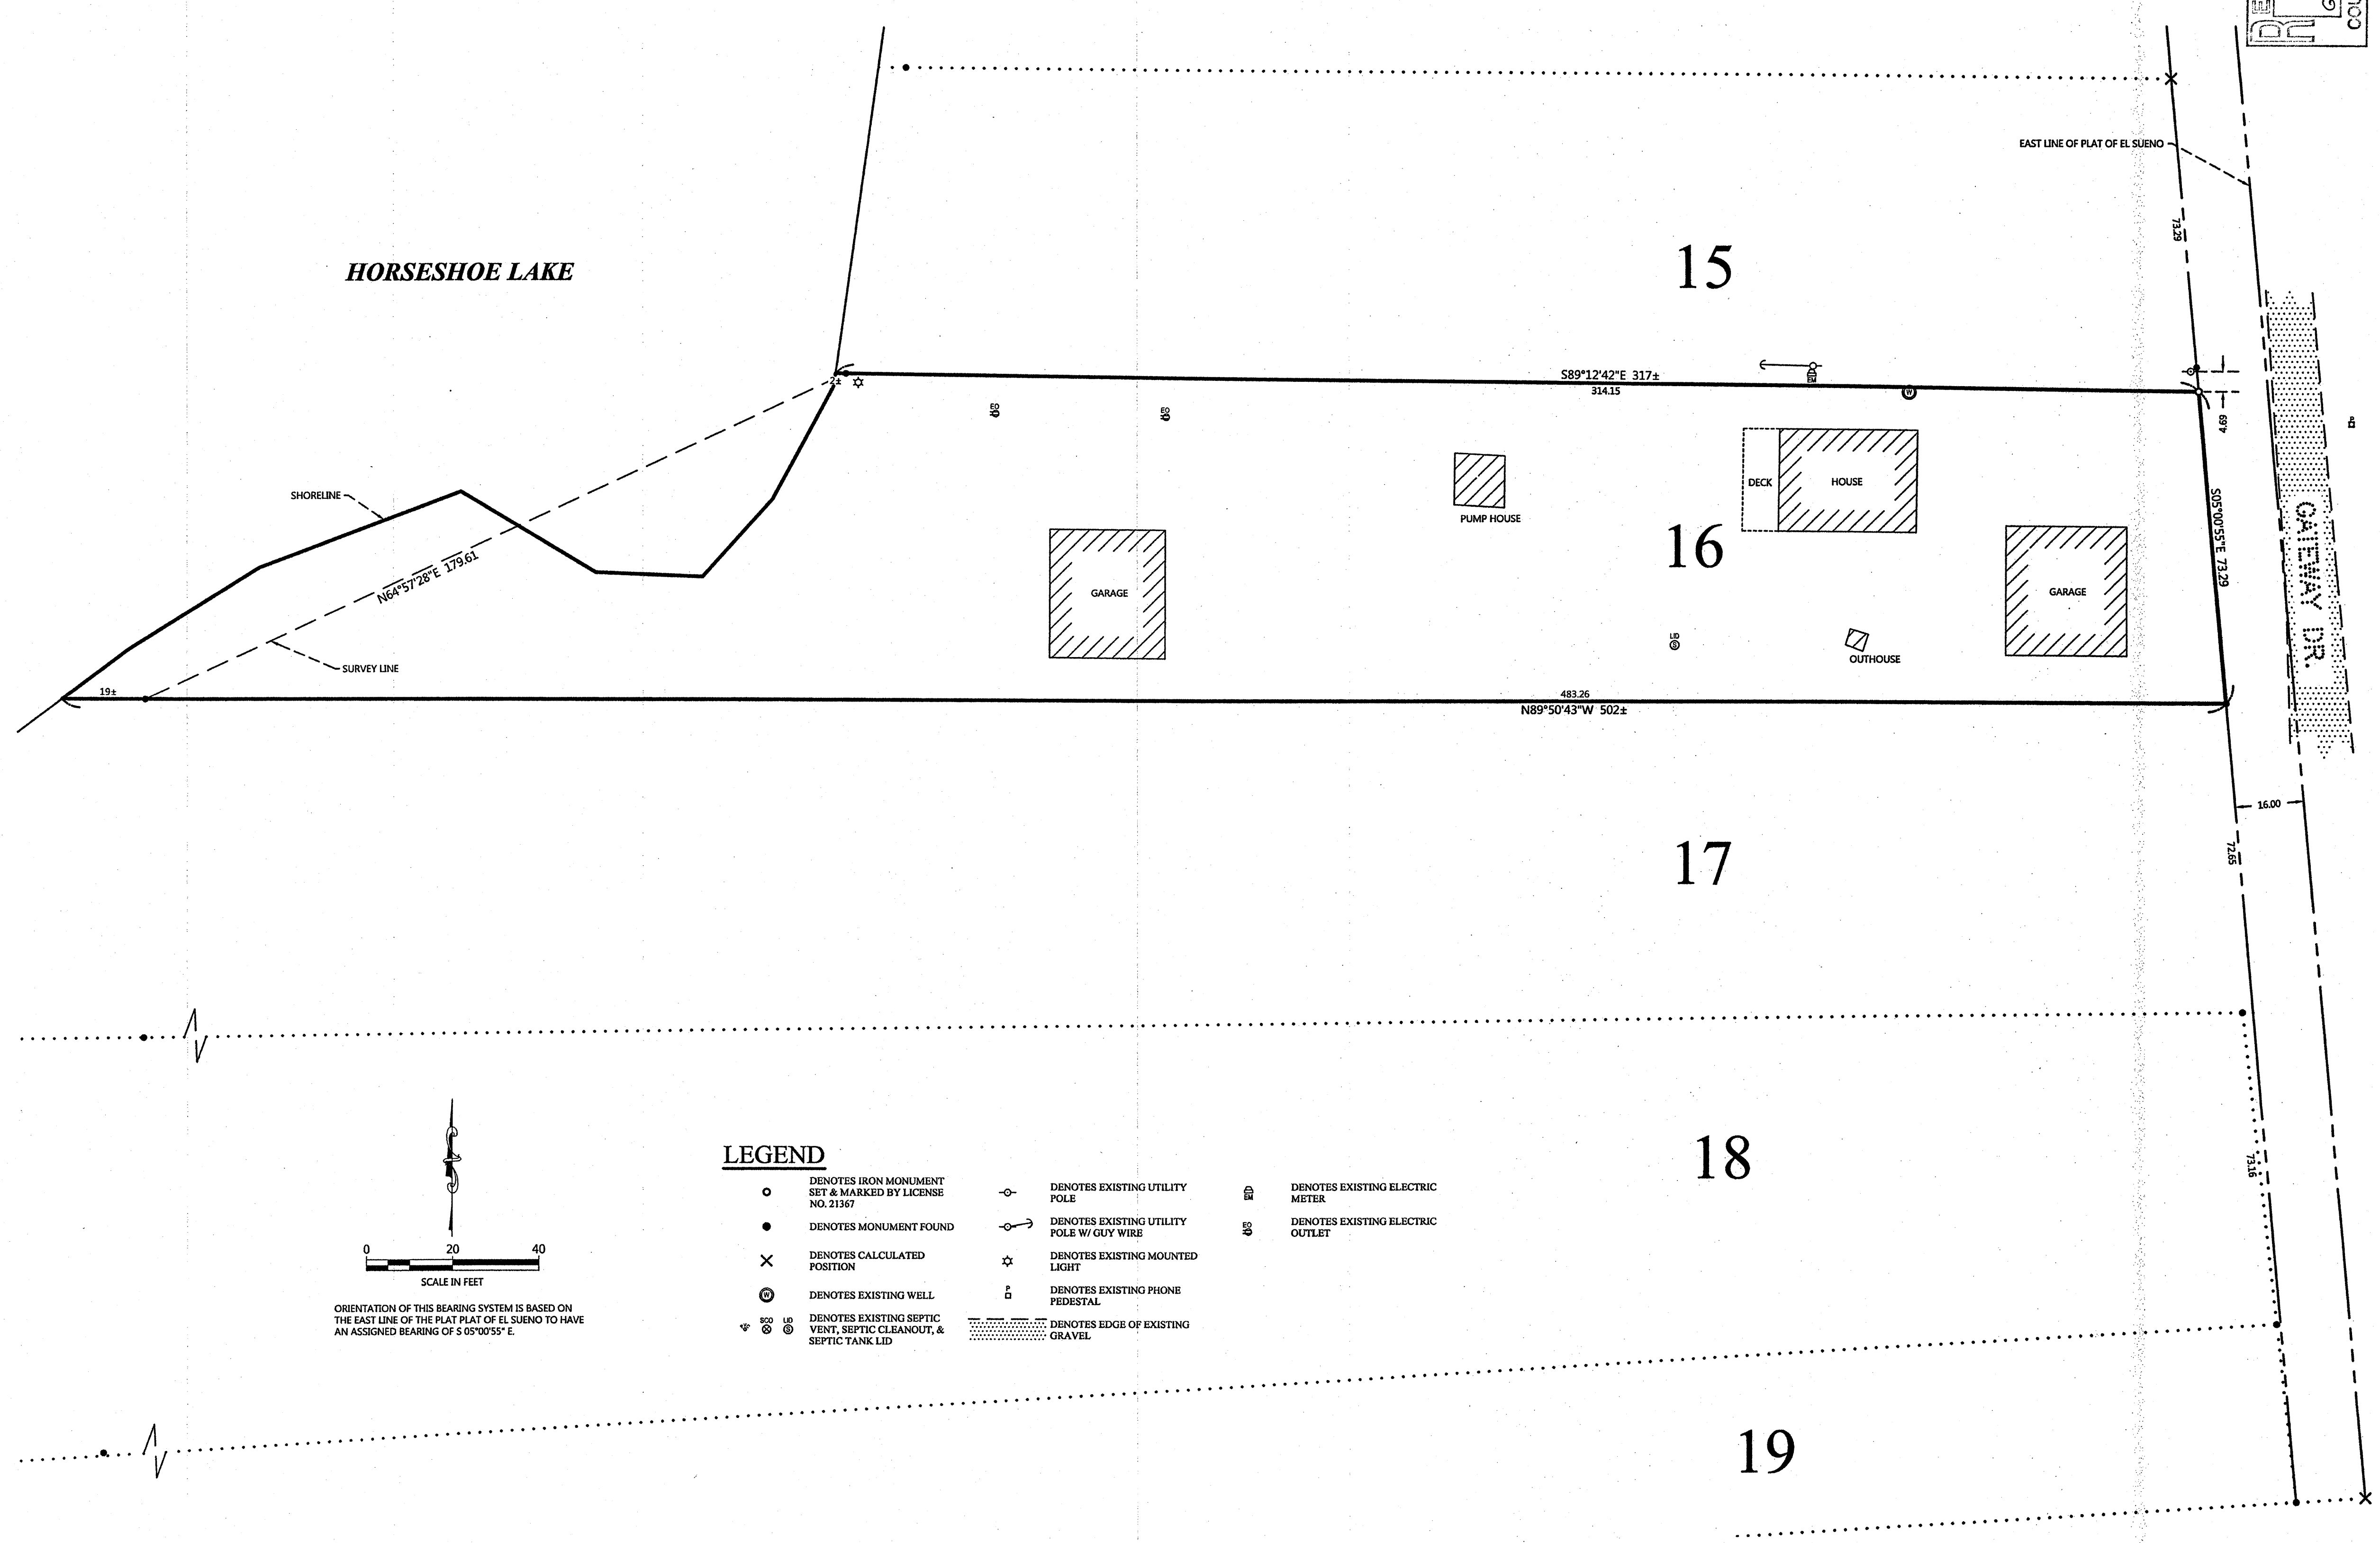 EAST LINE OF PLAT OF EL SUENO
73.29
HORSESHOE LAKE
15
2±
S89°12'42"E 317±
314.15
EM
W
4.69
P
EO
EO
DECK
HOUSE
SHORELINE
PUMP HOUSE
16
S05°00'55"E 73.29
GATEWAY DR.
N64°57'28"E 179.61
GARAGE
GARAGE
LID
S
OUTHOUSE
SURVEY LINE
19±
483.26
N89°50'43"W 502±
16.00
72.65
17
18
73.16
LEGEND
DENOTES IRON MONUMENT
SET & MARKED BY LICENSE
NO. 21367
DENOTES MONUMENT FOUND
DENOTES CALCULATED
POSITION
W
DENOTES EXISTING WELL
SCO LID
S
DENOTES EXISTING SEPTIC
VENT, SEPTIC CLEANOUT, &
SEPTIC TANK LID
DENOTES EXISTING UTILITY
POLE
DENOTES EXISTING UTILITY
POLE W/ GUY WIRE
DENOTES EXISTING MOUNTED
LIGHT
P
DENOTES EXISTING PHONE
PEDESTAL
DENOTES EDGE OF EXISTING
GRAVEL
EM
DENOTES EXISTING ELECTRIC
METER
EO
DENOTES EXISTING ELECTRIC
OUTLET
0 20 40
SCALE IN FEET
ORIENTATION OF THIS BEARING SYSTEM IS BASED ON
THE EAST LINE OF THE PLAT PLAT OF EL SUENO TO HAVE
AN ASSIGNED BEARING OF S 05°00'55" E.
19